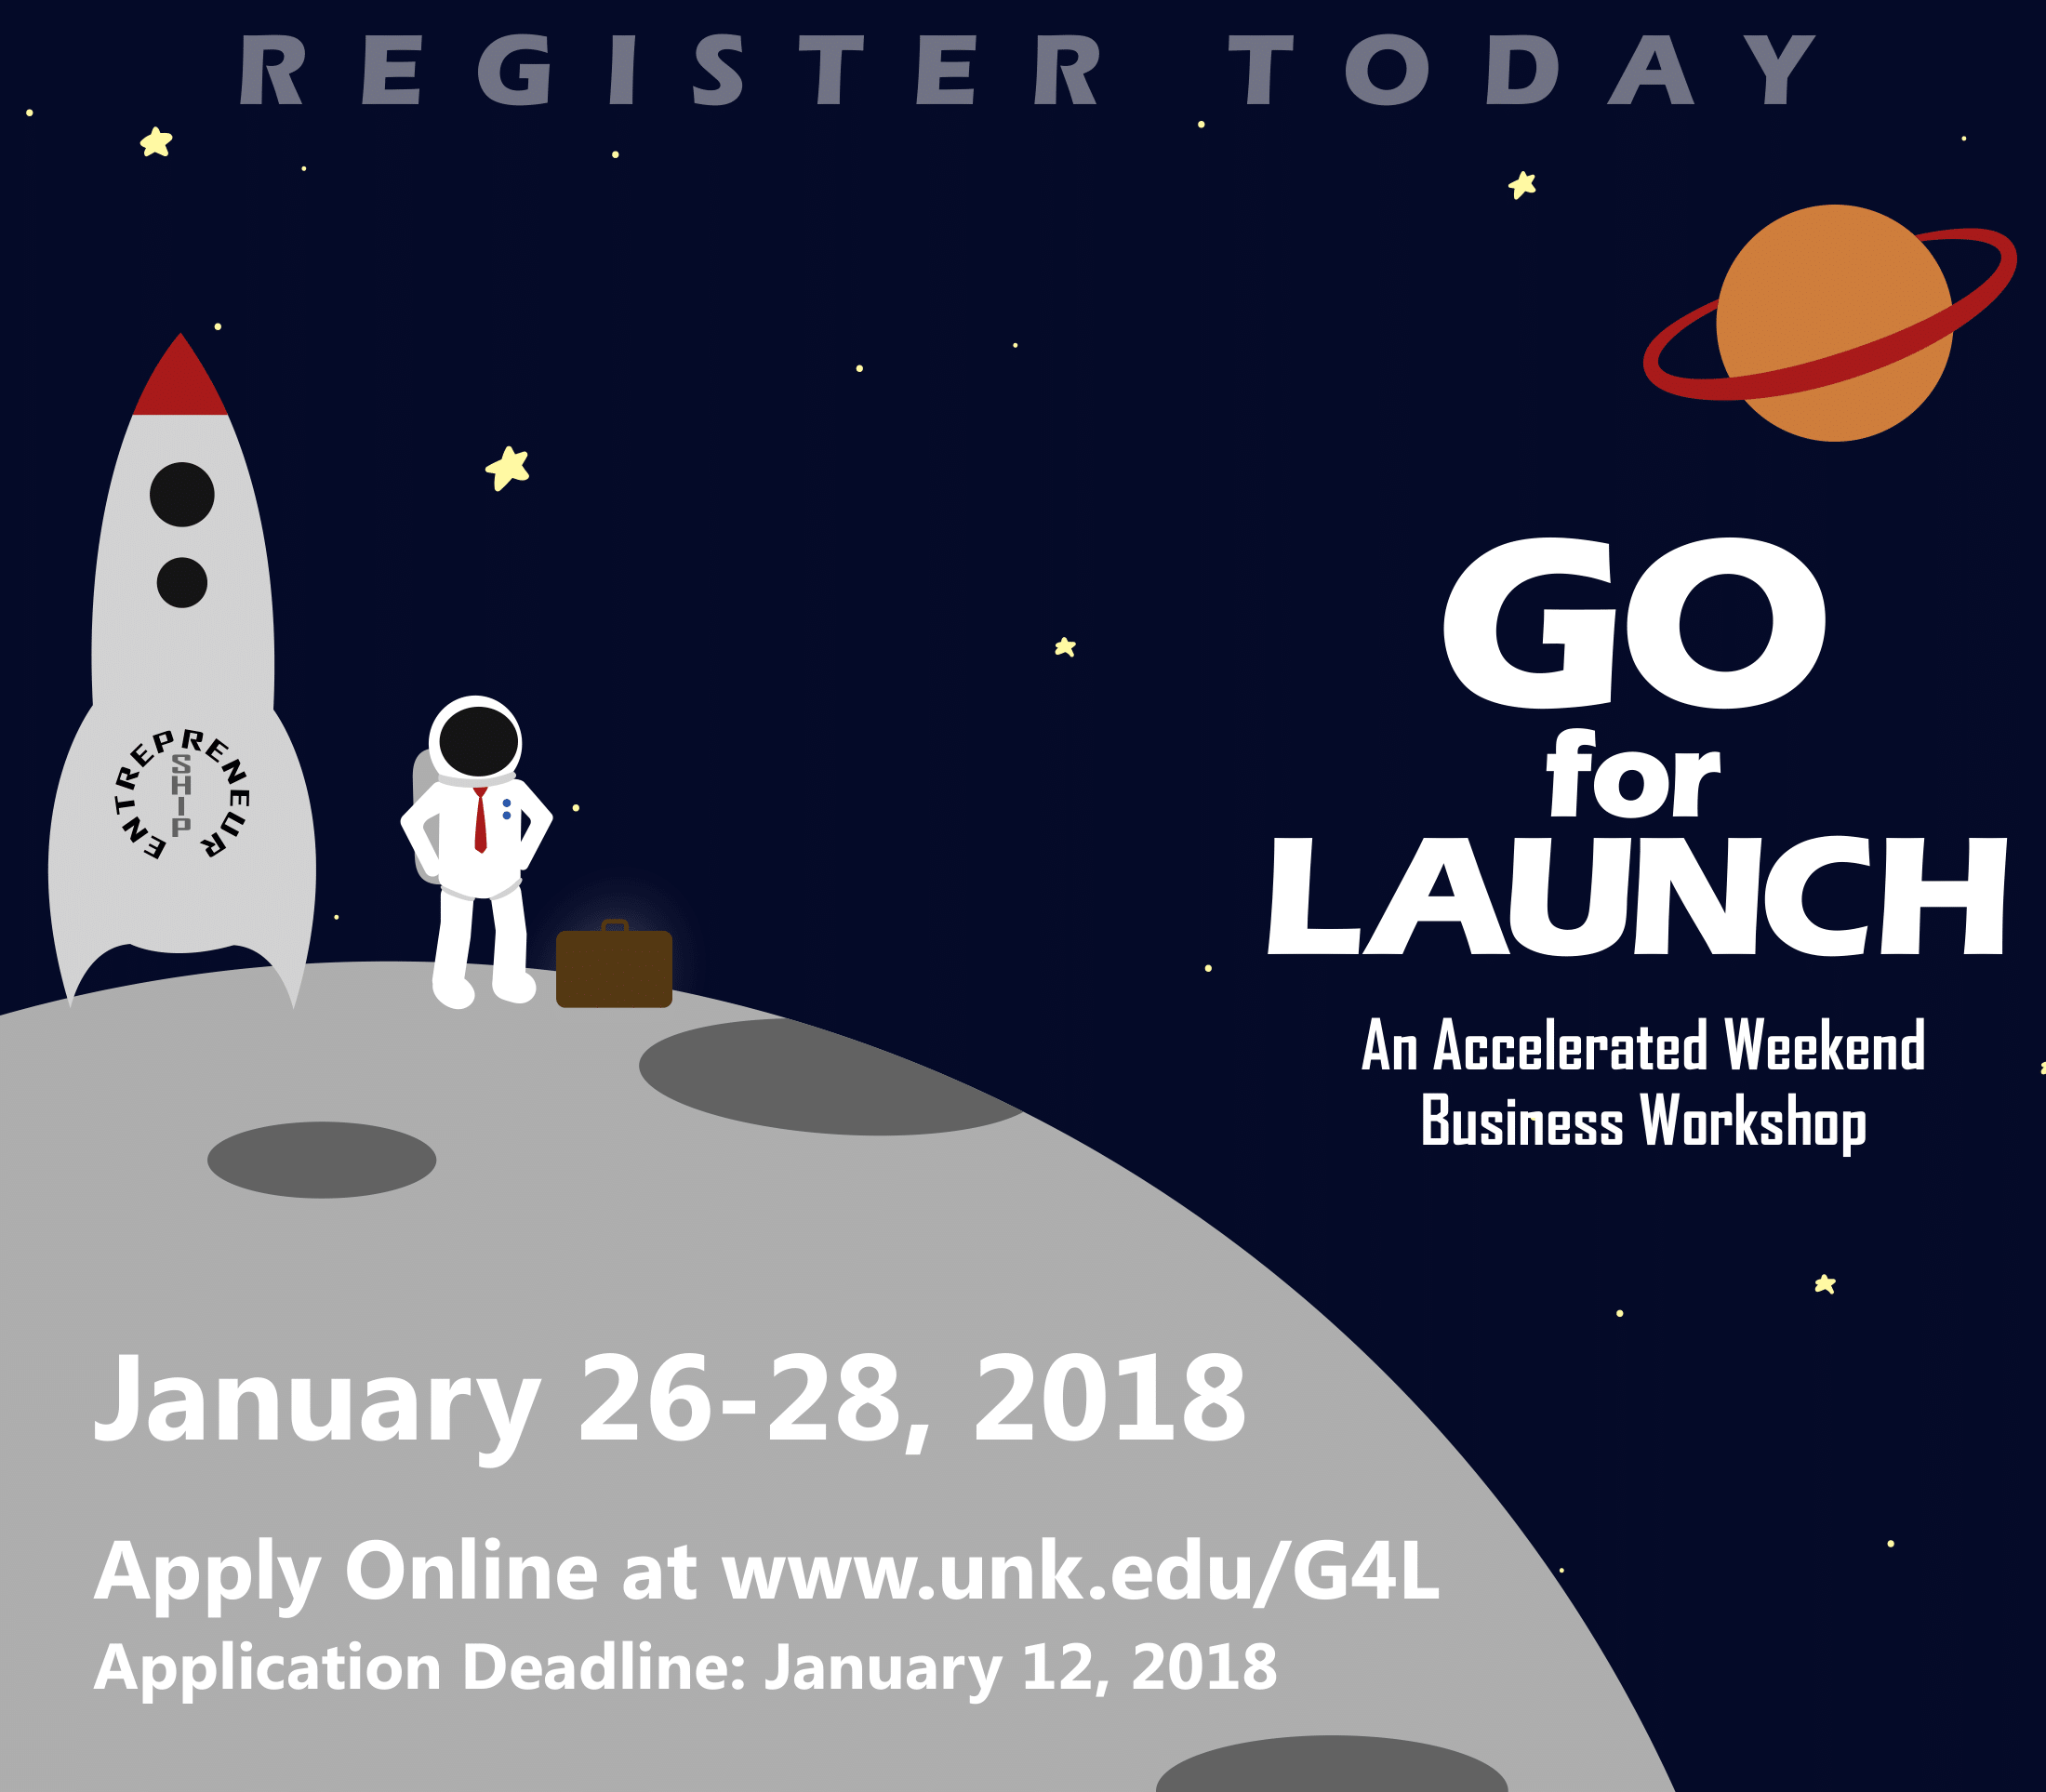 REGISTER TODAY
GO
for
LAUNCH
ENTREPRENEUR
SHIP
An Accelerated Weekend
Business Workshop
January 26-28, 2018
Apply Online at www.unk.edu/G4L
Application Deadline: January 12, 2018